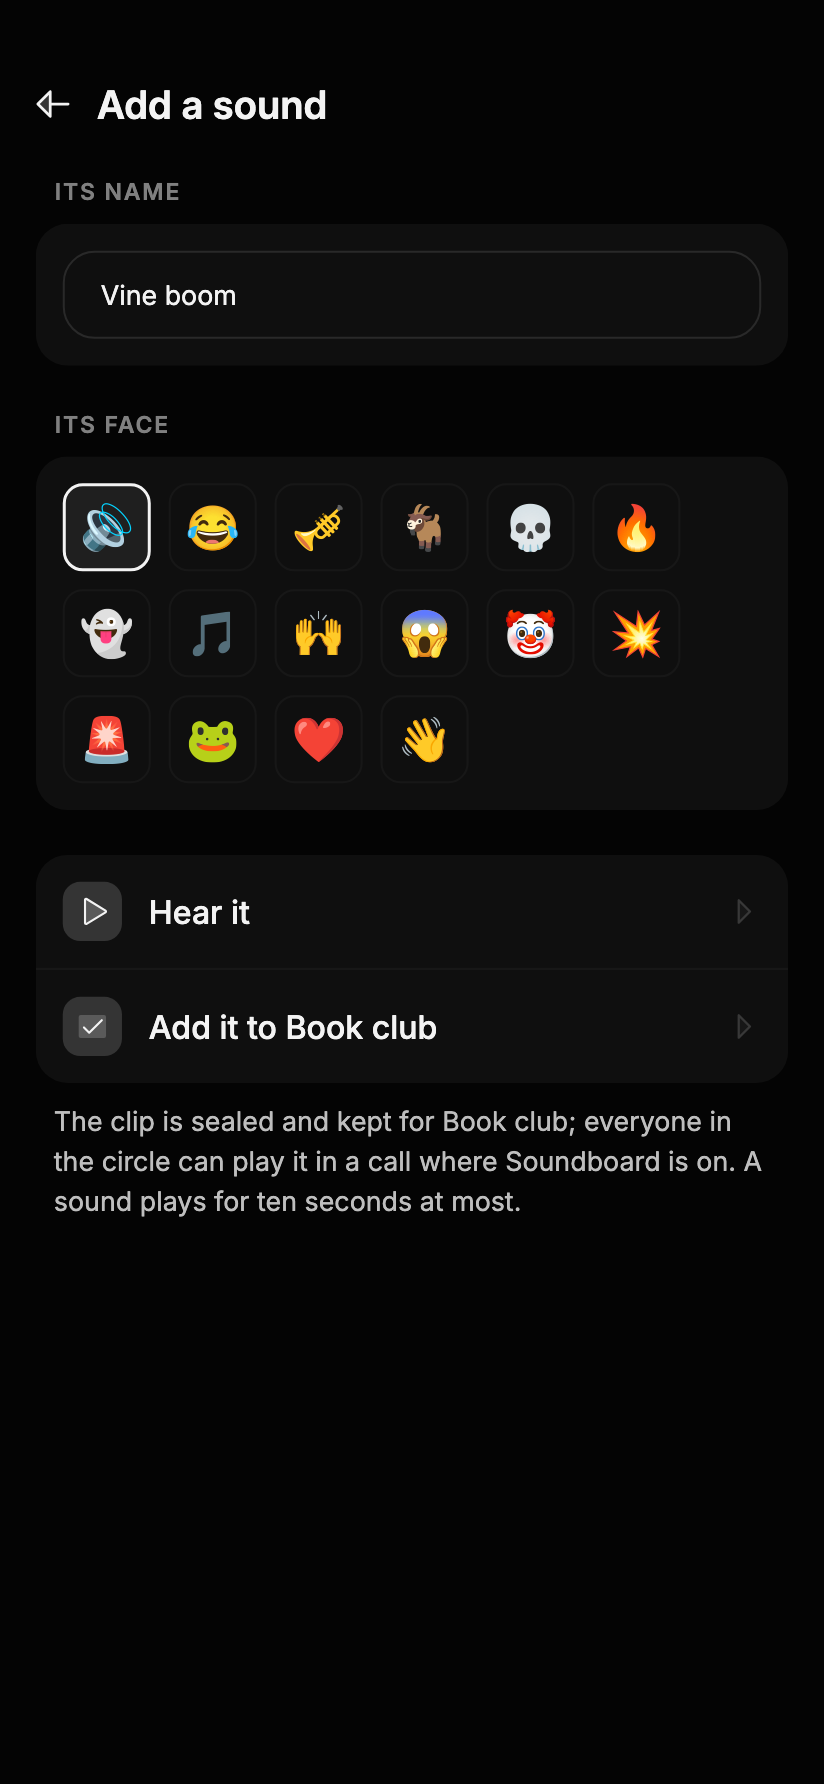 Add a sound
ITS NAME
Vine boom
ITS FACE
Hear it
Add it to Book club
The clip is sealed and kept for Book club; everyone in
the circle can play it in a call where Soundboard is on. A
sound plays for ten seconds at most.